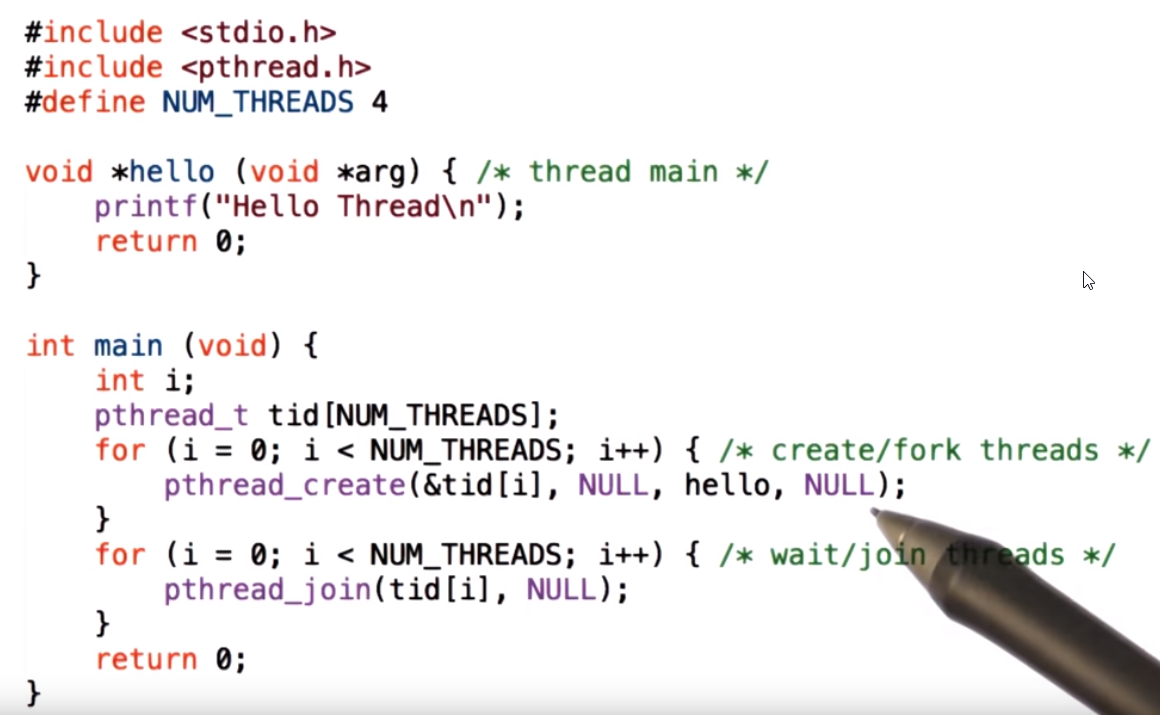 #include <stdio.h>
#include <pthread.h>
#define NUM_THREADS 4
void *hello (void *arg) { /* thread main */
printf("Hello Thread\n");
return 0;
}
int main (void) {
int i;
pthread_t tid[NUM_THREADS];
for (i = 0; i < NUM_THREADS; i++) { /* create/fork threads */
pthread_create(&tid[i], NULL, hello, NULL);
}
for (i = 0; i < NUM_THREADS; i++) { /* wait/join threads */
pthread_join(tid[i], NULL);
}
return 0;
}